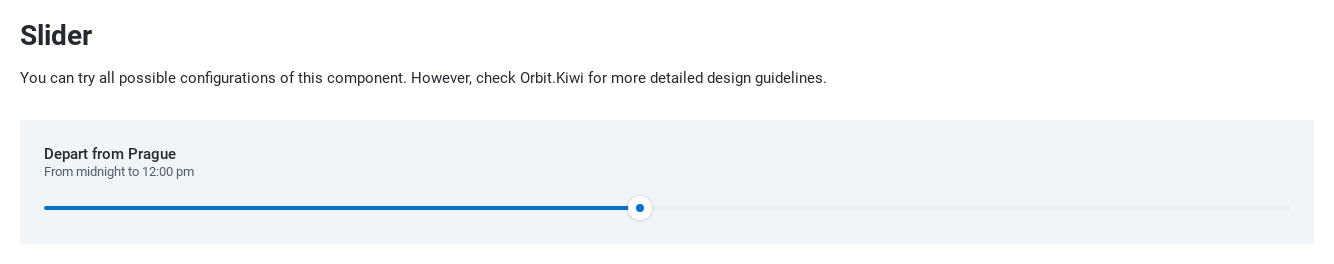 Slider
You can try all possible configurations of this component. However, check Orbit.Kiwi for more detailed design guidelines.
Depart from Prague
From midnight to 12:00 pm